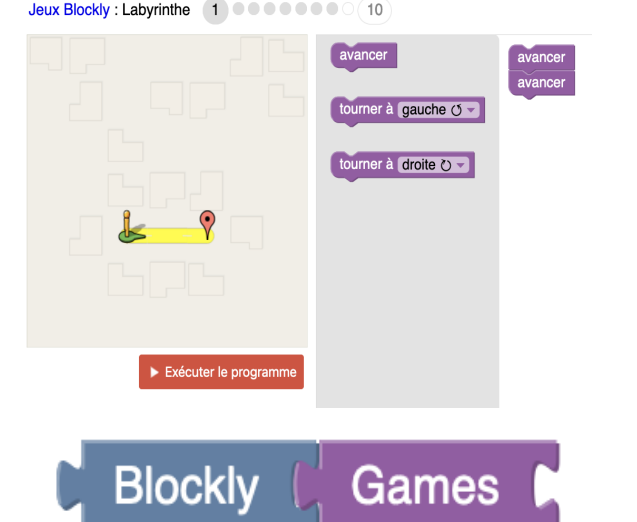 Jeux Blockly : Labyrinthe 1 10
avancer
tourner à gauche
tourner à droite
avancer
avancer
Exécuter le programme
Blockly Games